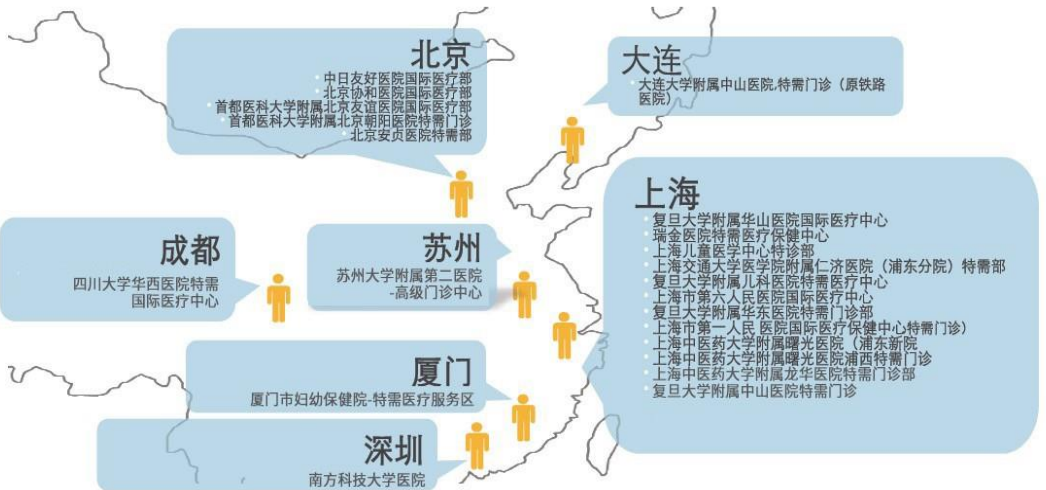 北京
中日友好医院国际医疗部
北京协和医院国际医疗部
首都医科大学附属北京友谊医院国际医疗部
首都医科大学附属北京朝阳医院特需门诊
北京安贞医院特需部
大连
大连大学附属中山医院,特需门诊（原铁路
医院）
上海
复旦大学附属华山医院国际医疗中心
瑞金医院特需医疗保健中心
上海儿童医学中心特诊部
上海交通大学医学院附属仁济医院（浦东分院）特需部
复旦大学附属儿科医院特需医疗中心
上海市第六人民医院国际医疗中心
复旦大学附属华东医院特需门诊部
上海市第一人民 医院国际医疗保健中心特需门诊）
上海中医药大学附属曙光医院（浦东新院
上海中医药大学附属曙光医院浦西特需门诊
上海中医药大学附属龙华医院特需门诊部
复旦大学附属中山医院特需门诊
成都
四川大学华西医院特需
国际医疗中心
苏州
苏州大学附属第二医院
-高级门诊中心
厦门
厦门市妇幼保健院-特需医疗服务区
深圳
南方科技大学医院